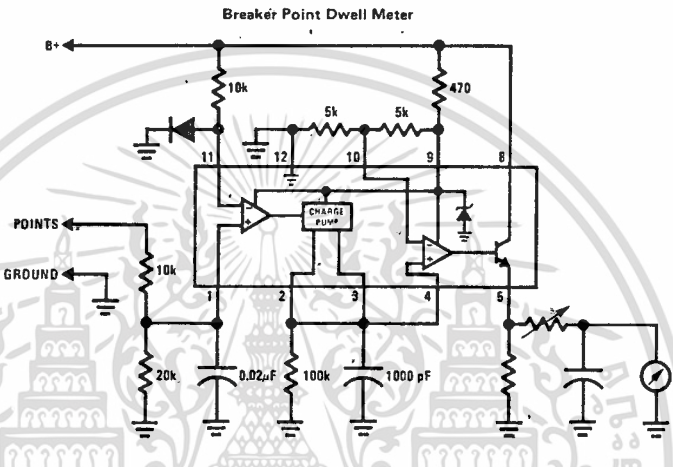 Breaker Point Dwell Meter
B+
10k
470
5k
5k
11
12
10
9
8
CHARGE PUMP
POINTS
GROUND
10k
1
2
3
4
5
20k
0.02μF
100k
1000 pF